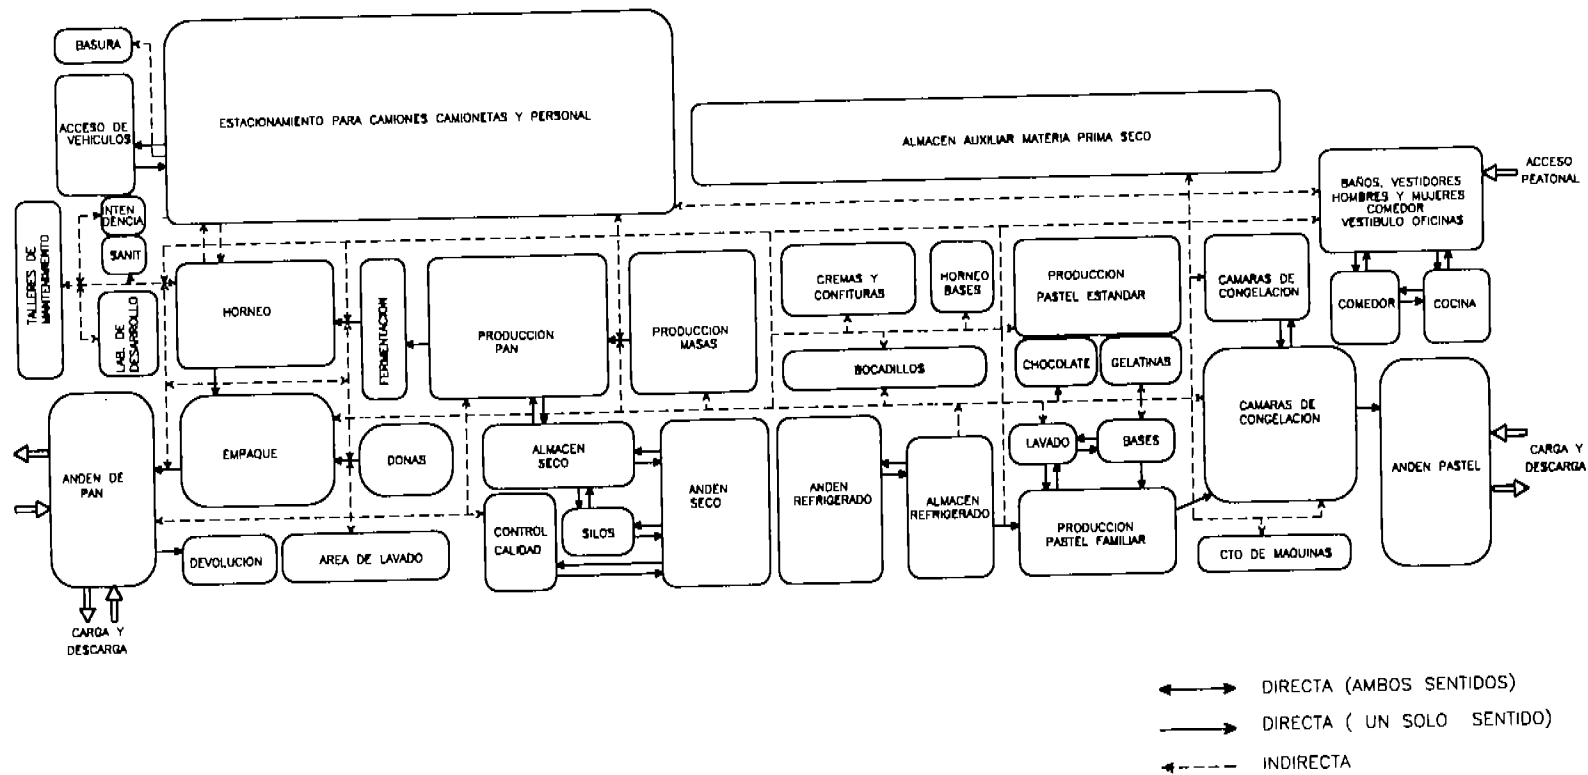 BASURA
ESTACIONAMIENTO PARA CAMIONES CAMIONETAS Y PERSONAL
ACCESO DE
VEHICULOS
ALMACEN AUXILIAR MATERIA PRIMA SECO
BAÑOS, VESTIDORES
HOMBRES Y MUJERES
COMEDOR
VESTIBULO OFICINAS
ACCESO
PEATONAL
TALLERES DE
MANTENIMIENTO
INTEN
DENCIA
SANIT
LAB. DE
DESARROLLO
HORNEO
FERMENTACION
PRODUCCION
PAN
PRODUCCION
MASAS
CREMAS Y
CONFITURAS
HORNEO
BASES
PRODUCCION
PASTEL ESTANDAR
CAMARAS DE
CONGELACION
COMEDOR
COCINA
BOCADILLOS
CHOCOLATE
GELATINAS
CAMARAS DE
CONGELACION
ANDEN DE
PAN
EMPAQUE
DONAS
ALMACEN
SECO
ANDEN
SECO
ANDEN
REFRIGERADO
ALMACEN
REFRIGERADO
LAVADO
BASES
ANDEN PASTEL
CARGA Y
DESCARGA
DEVOLUCION
AREA DE LAVADO
CONTROL
CALIDAD
SILOS
PRODUCCION
PASTEL FAMILIAR
CTO DE MAQUINAS
CARGA Y
DESCARGA
DIRECTA (AMBOS SENTIDOS)
DIRECTA ( UN SOLO SENTIDO)
INDIRECTA